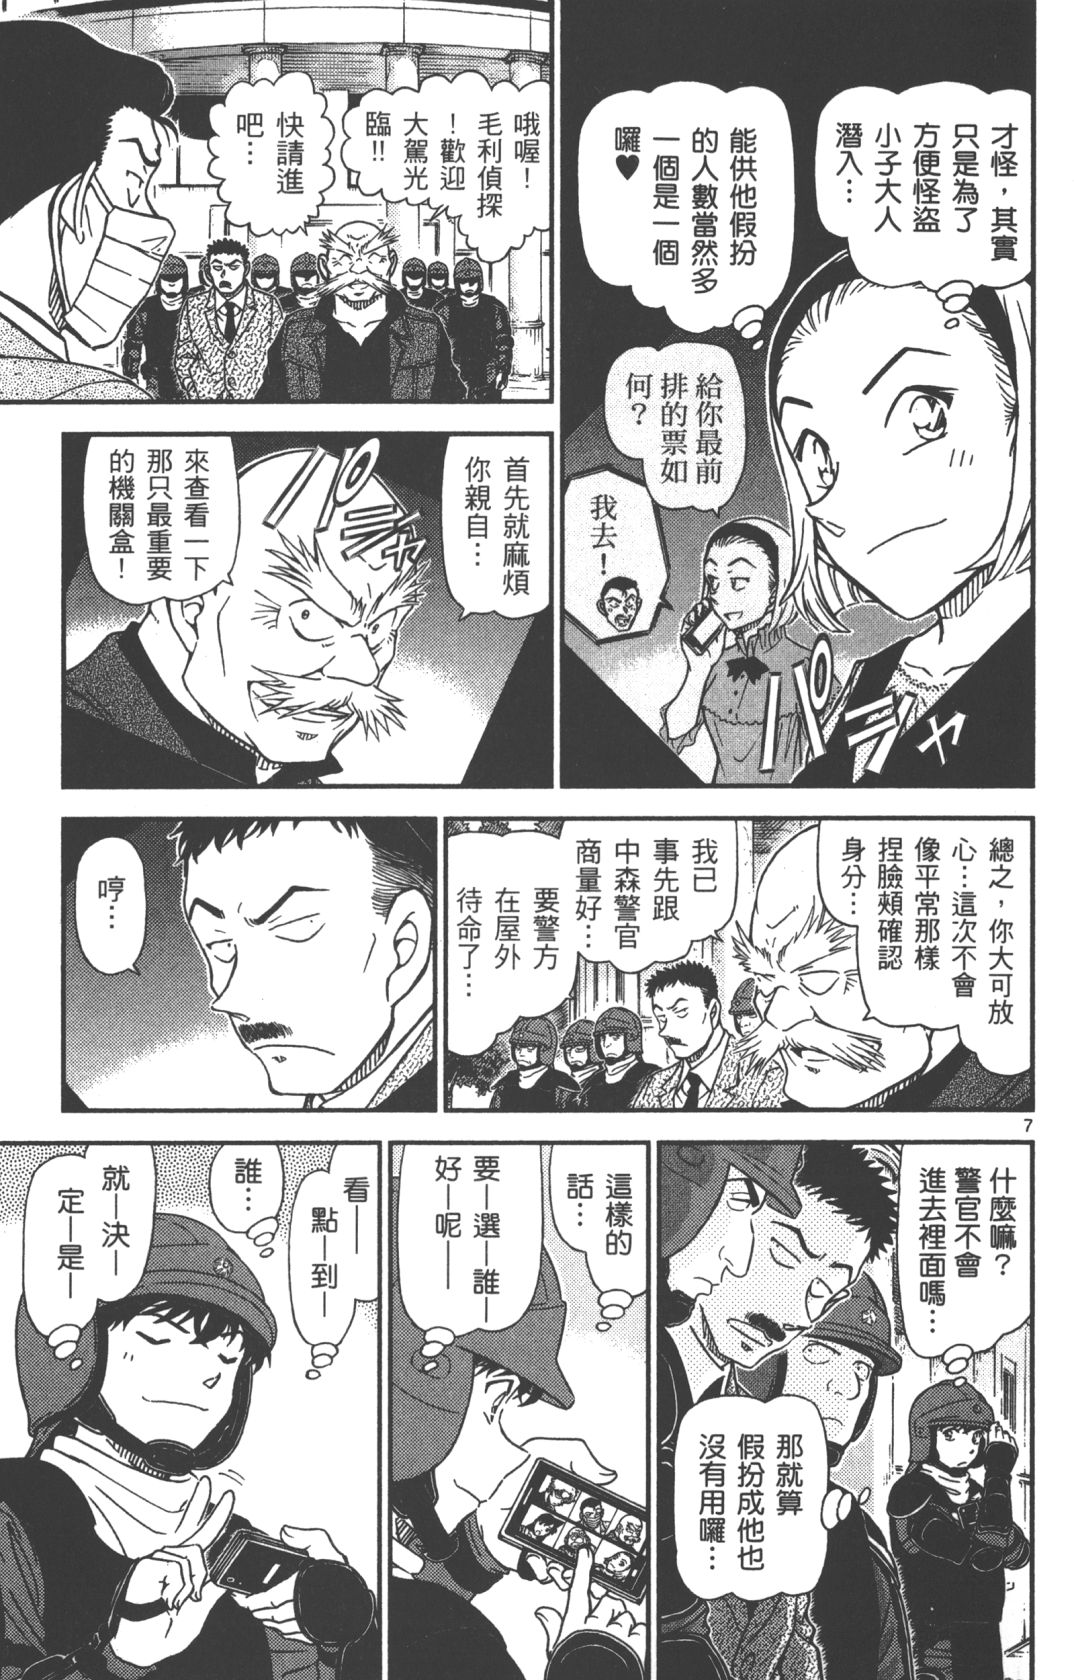 才怪，其實
只是為了
方便怪盜
小子大人
潛入…
能供他假扮
的人數當然多
一個是一個
囉♥
給你最前
排的票如
何？
我去！
パシャ
哦喔！
毛利偵探
！歡迎
大駕光
臨!!
快請進
吧…
首先就麻煩
你親自…
來查看一下
那只最重要
的機關盒！
パシャ
總之，你大可放
心…這次不會
像平常那樣
捏臉頰確認
身分…
我已
事先跟
中森警官
商量好…
要警方
在屋外
待命了…
哼…
7
什麼嘛？
警官不會
進去裡面嗎…
那就算
假扮成他也
沒有用囉…
這樣的
話…
要—選—誰—
好—呢—
看—
點—到—
誰…
就—決—
定—是—